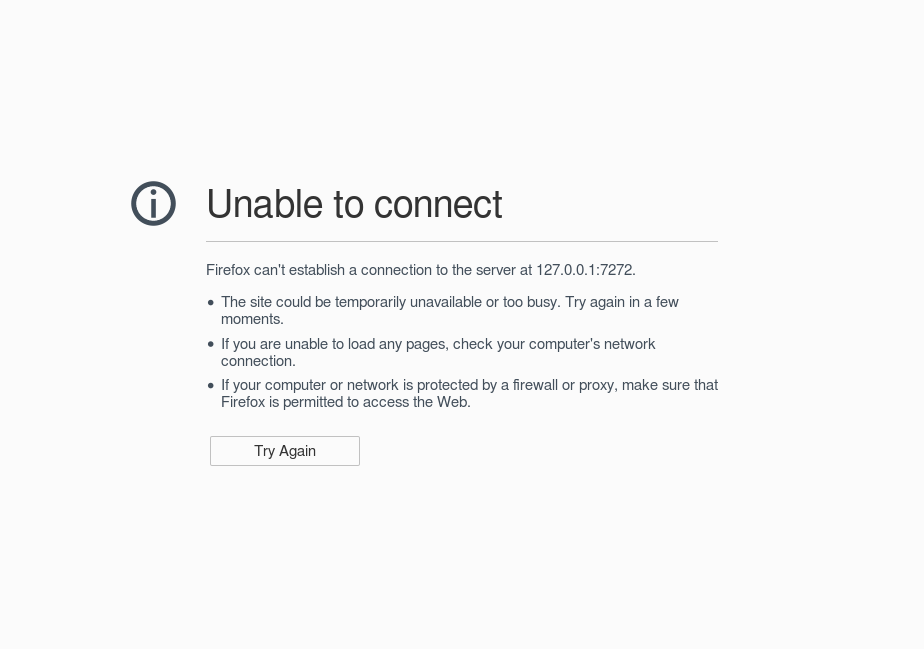 Unable to connect
Firefox can't establish a connection to the server at 127.0.0.1:7272.
• The site could be temporarily unavailable or too busy. Try again in a few
moments.
• If you are unable to load any pages, check your computer's network
connection.
• If your computer or network is protected by a firewall or proxy, make sure that
Firefox is permitted to access the Web.
Try Again